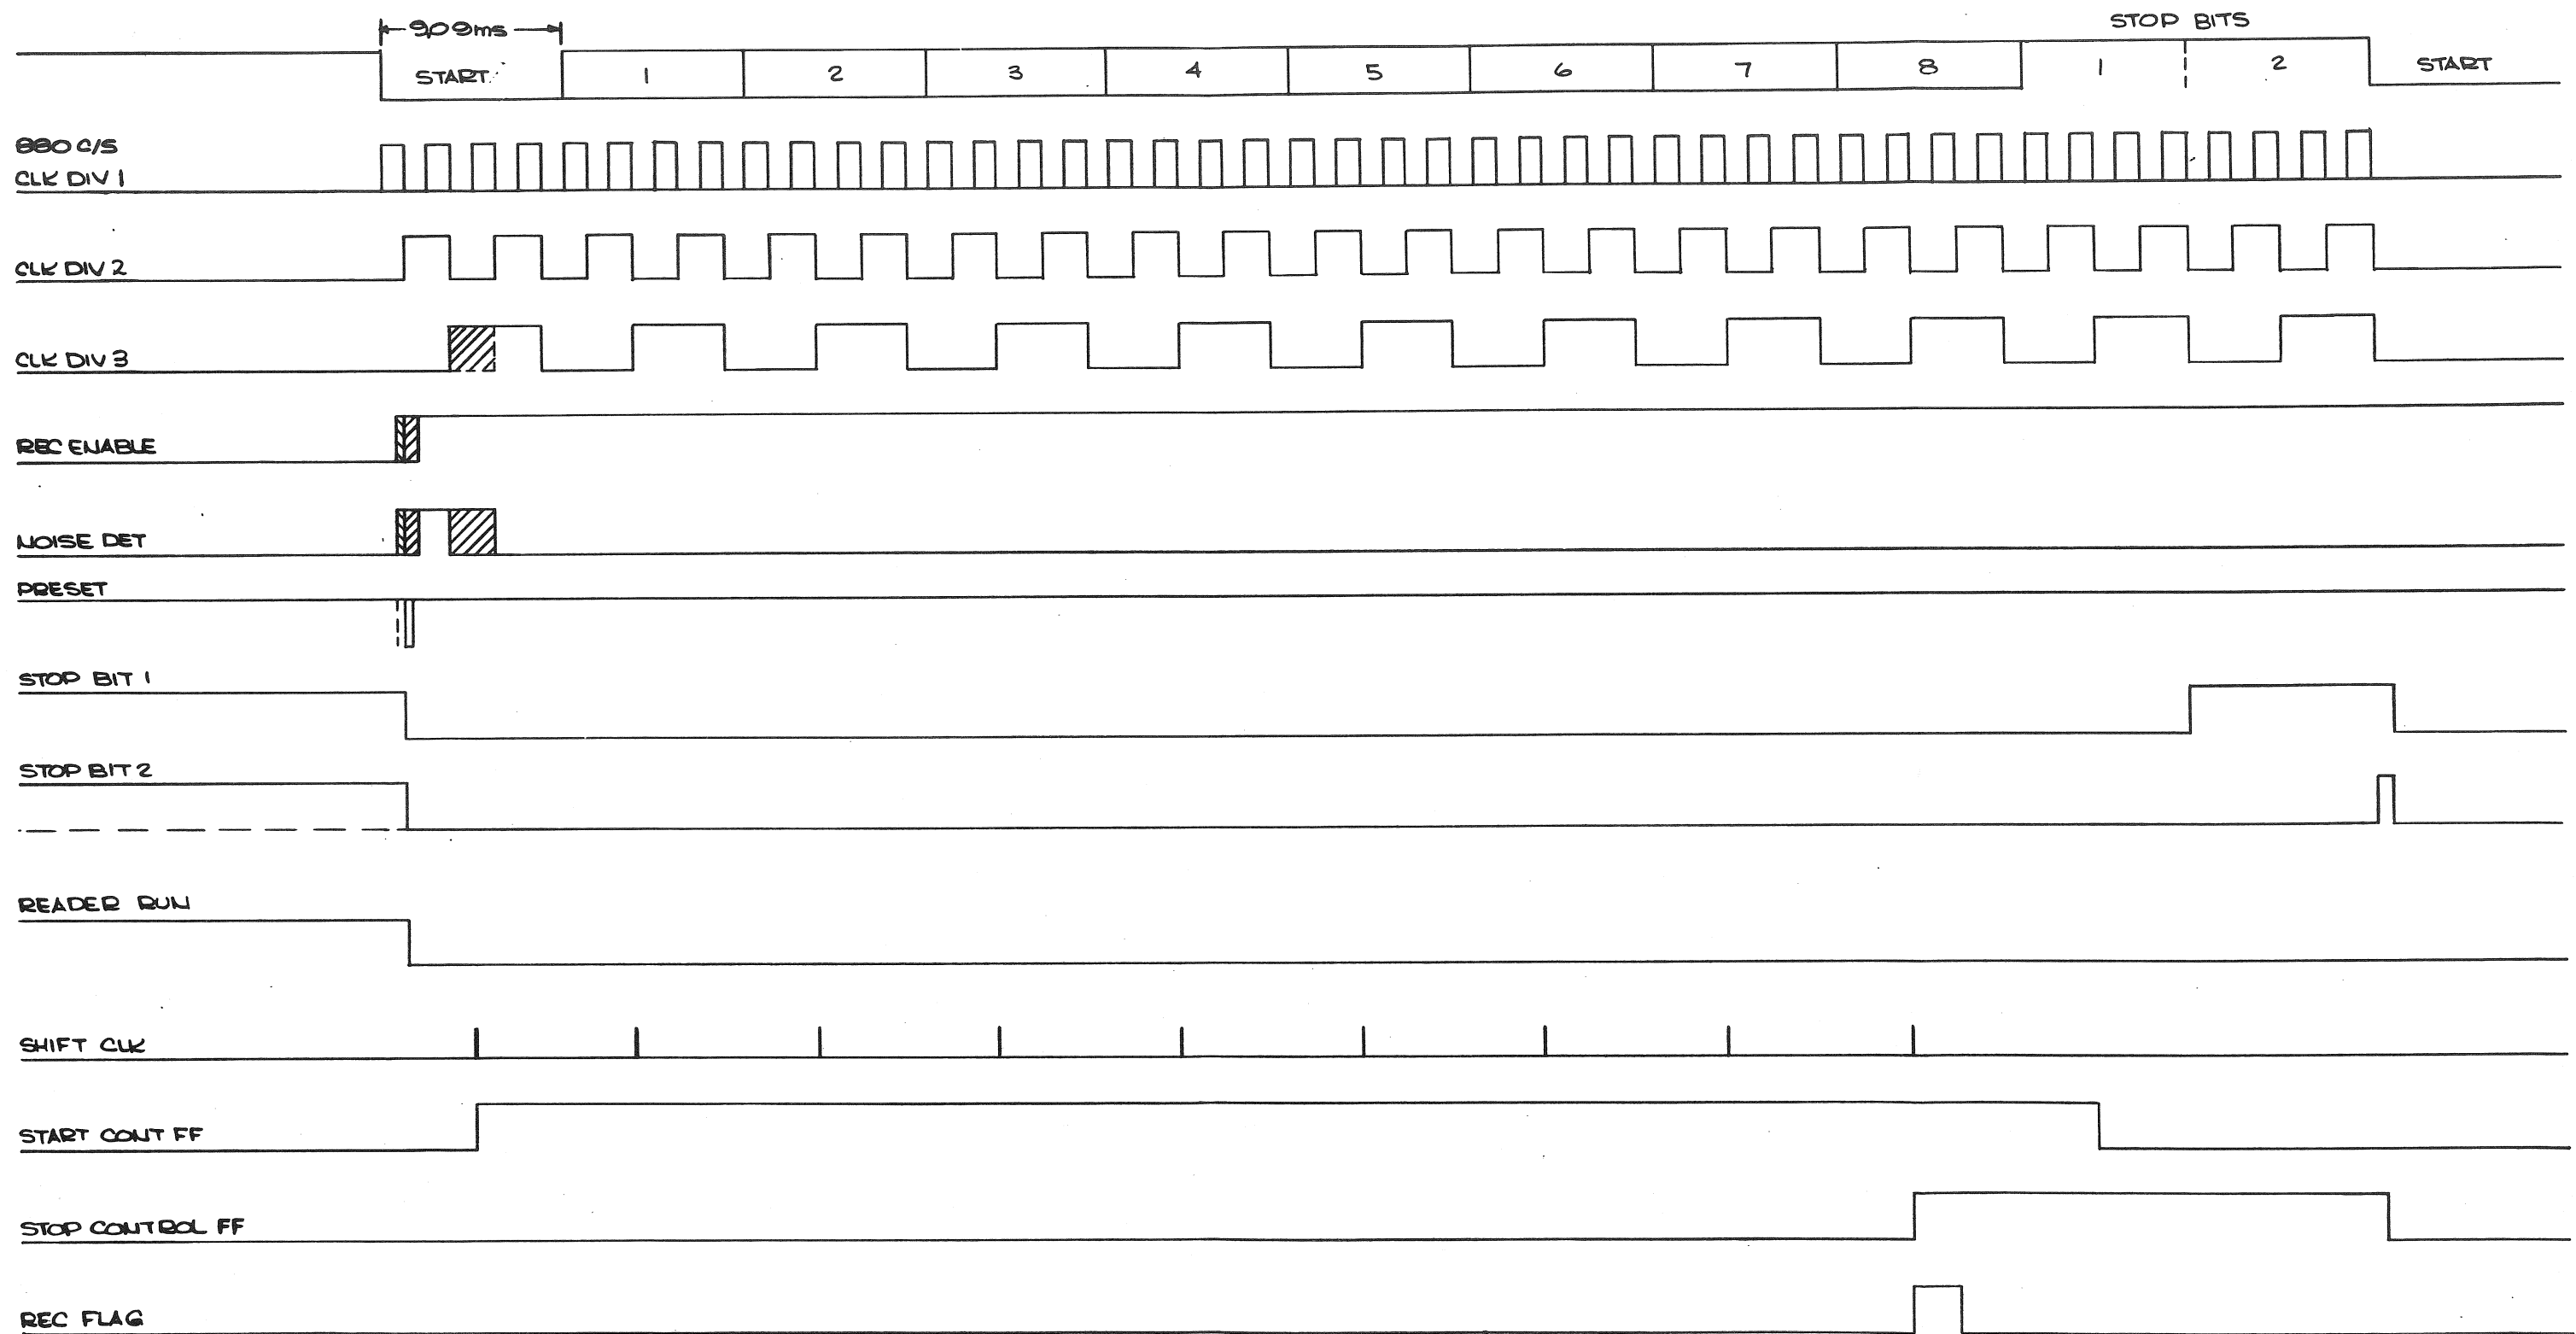 9.09ms
STOP BITS
START 1 2 3 4 5 6 7 8 1 2 START
880 C/S
CLK DIV 1
CLK DIV 2
CLK DIV 3
REC ENABLE
NOISE DET
PRESET
STOP BIT 1
STOP BIT 2
READER RUN
SHIFT CLK
START CONT FF
STOP CONTROL FF
REC FLAG